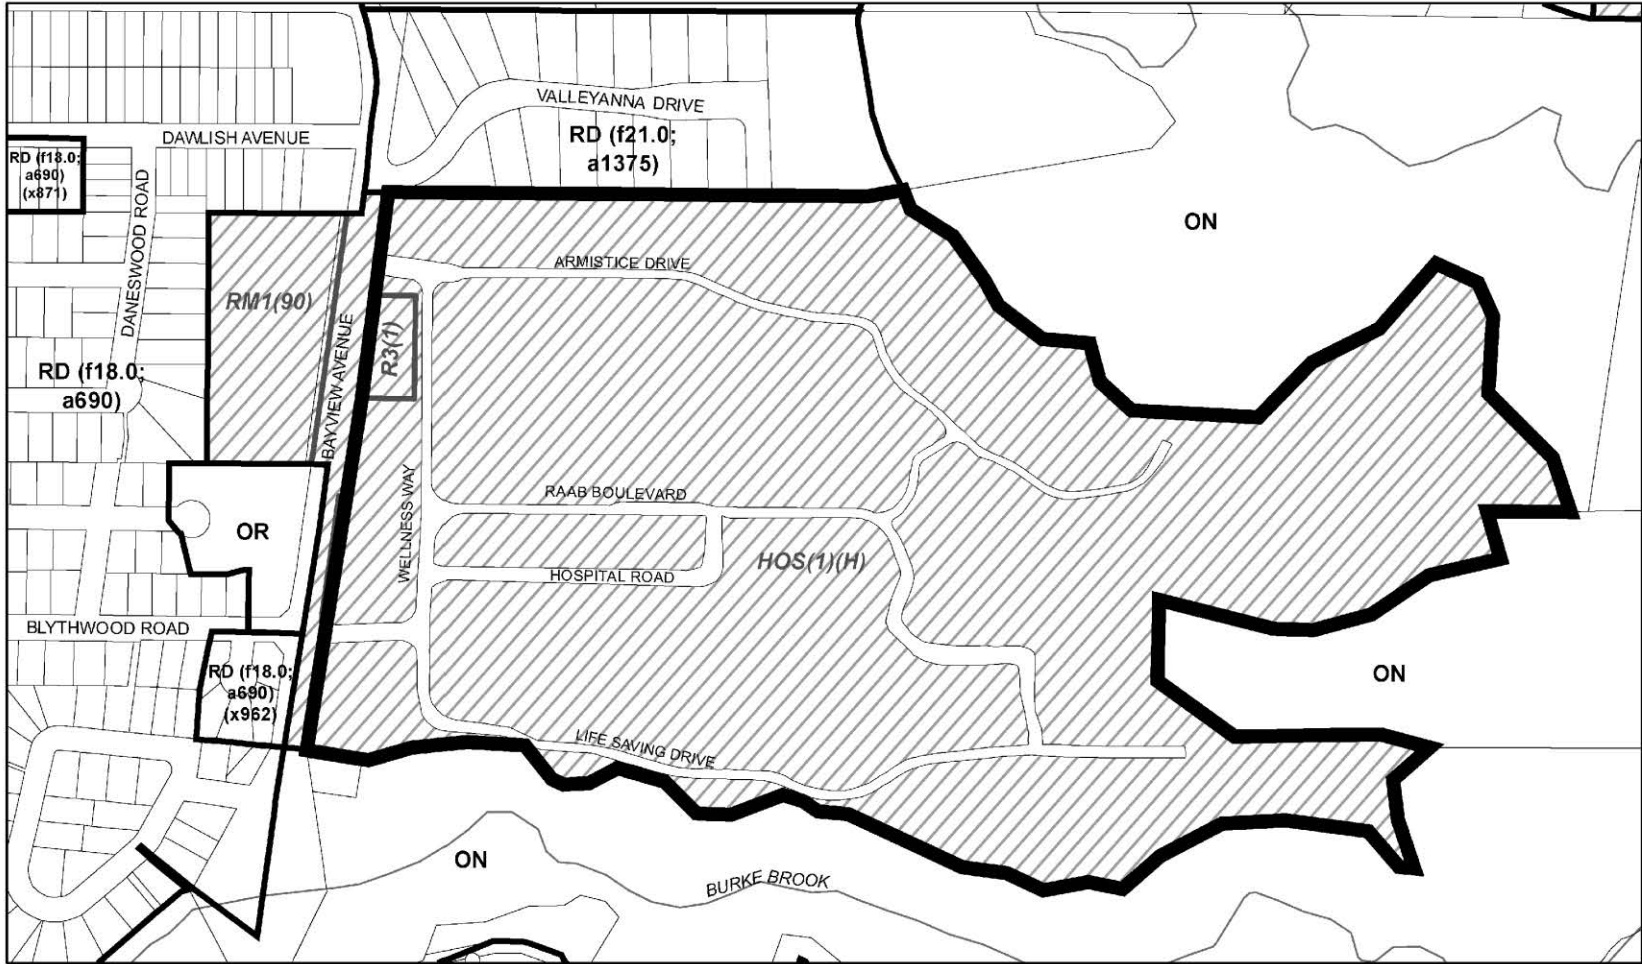 VALLEYANNA DRIVE
RD (f21.0;
a1375)
DAWLISH AVENUE
RD (f18.0;
a690)
(x871)
DANESWOOD ROAD
ON
ARMISTICE DRIVE
RM1(90)
BAYVIEW AVENUE
R3(1)
RD (f18.0;
a690)
WELLNESS WAY
RAAB BOULEVARD
OR
HOSPITAL ROAD
HOS(1)(H)
BLYTHWOOD ROAD
RD (f18.0;
a690)
(x962)
ON
LIFE SAVING DRIVE
ON
BURKE BROOK